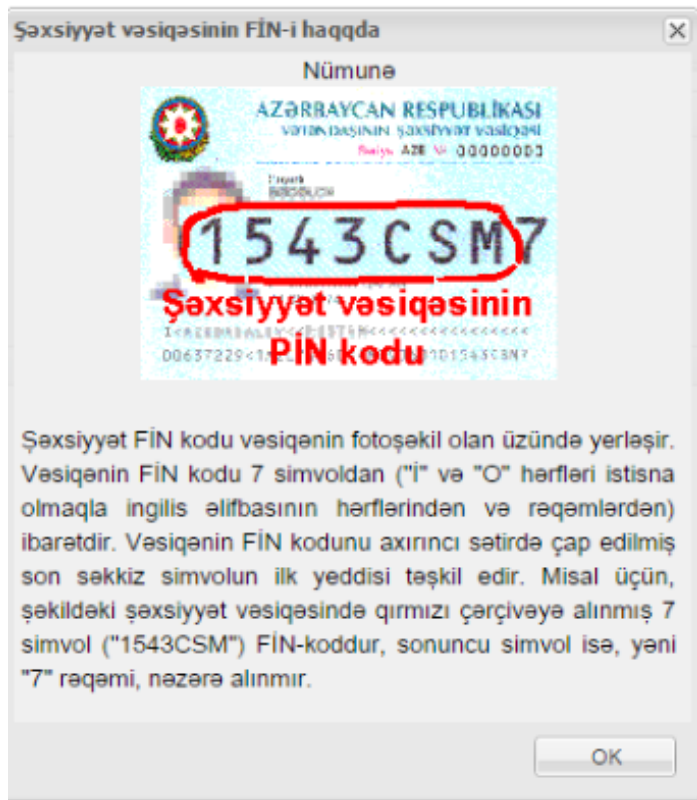 Şəxsiyyət vəsiqəsinin FİN-i haqqda
Nümunə
AZƏRBAYCAN RESPUBLİKASI
VƏTƏNDAŞININ ŞƏXSİYYƏT VƏSİQƏSİ
AZE № 00000003
1543CSM7
Şəxsiyyət vəsiqəsinin
PİN kodu
Şəxsiyyət FİN kodu vəsiqənin fotoşəkil olan üzündə yerləşir.
Vəsiqənin FİN kodu 7 simvoldan ("İ" və "O" hərfləri istisna
olmaqla ingilis əlifbasının hərflərindən və rəqəmlərdən)
ibarətdir. Vəsiqənin FİN kodunu axırıncı sətirdə çap edilmiş
son səkkiz simvolun ilk yeddisi təşkil edir. Misal üçün,
şəkildəki şəxsiyyət vəsiqəsində qırmızı çərçivəyə alınmış 7
simvol ("1543CSM") FİN-koddur, sonuncu simvol isə, yəni
"7" rəqəmi, nəzərə alınmır.
OK